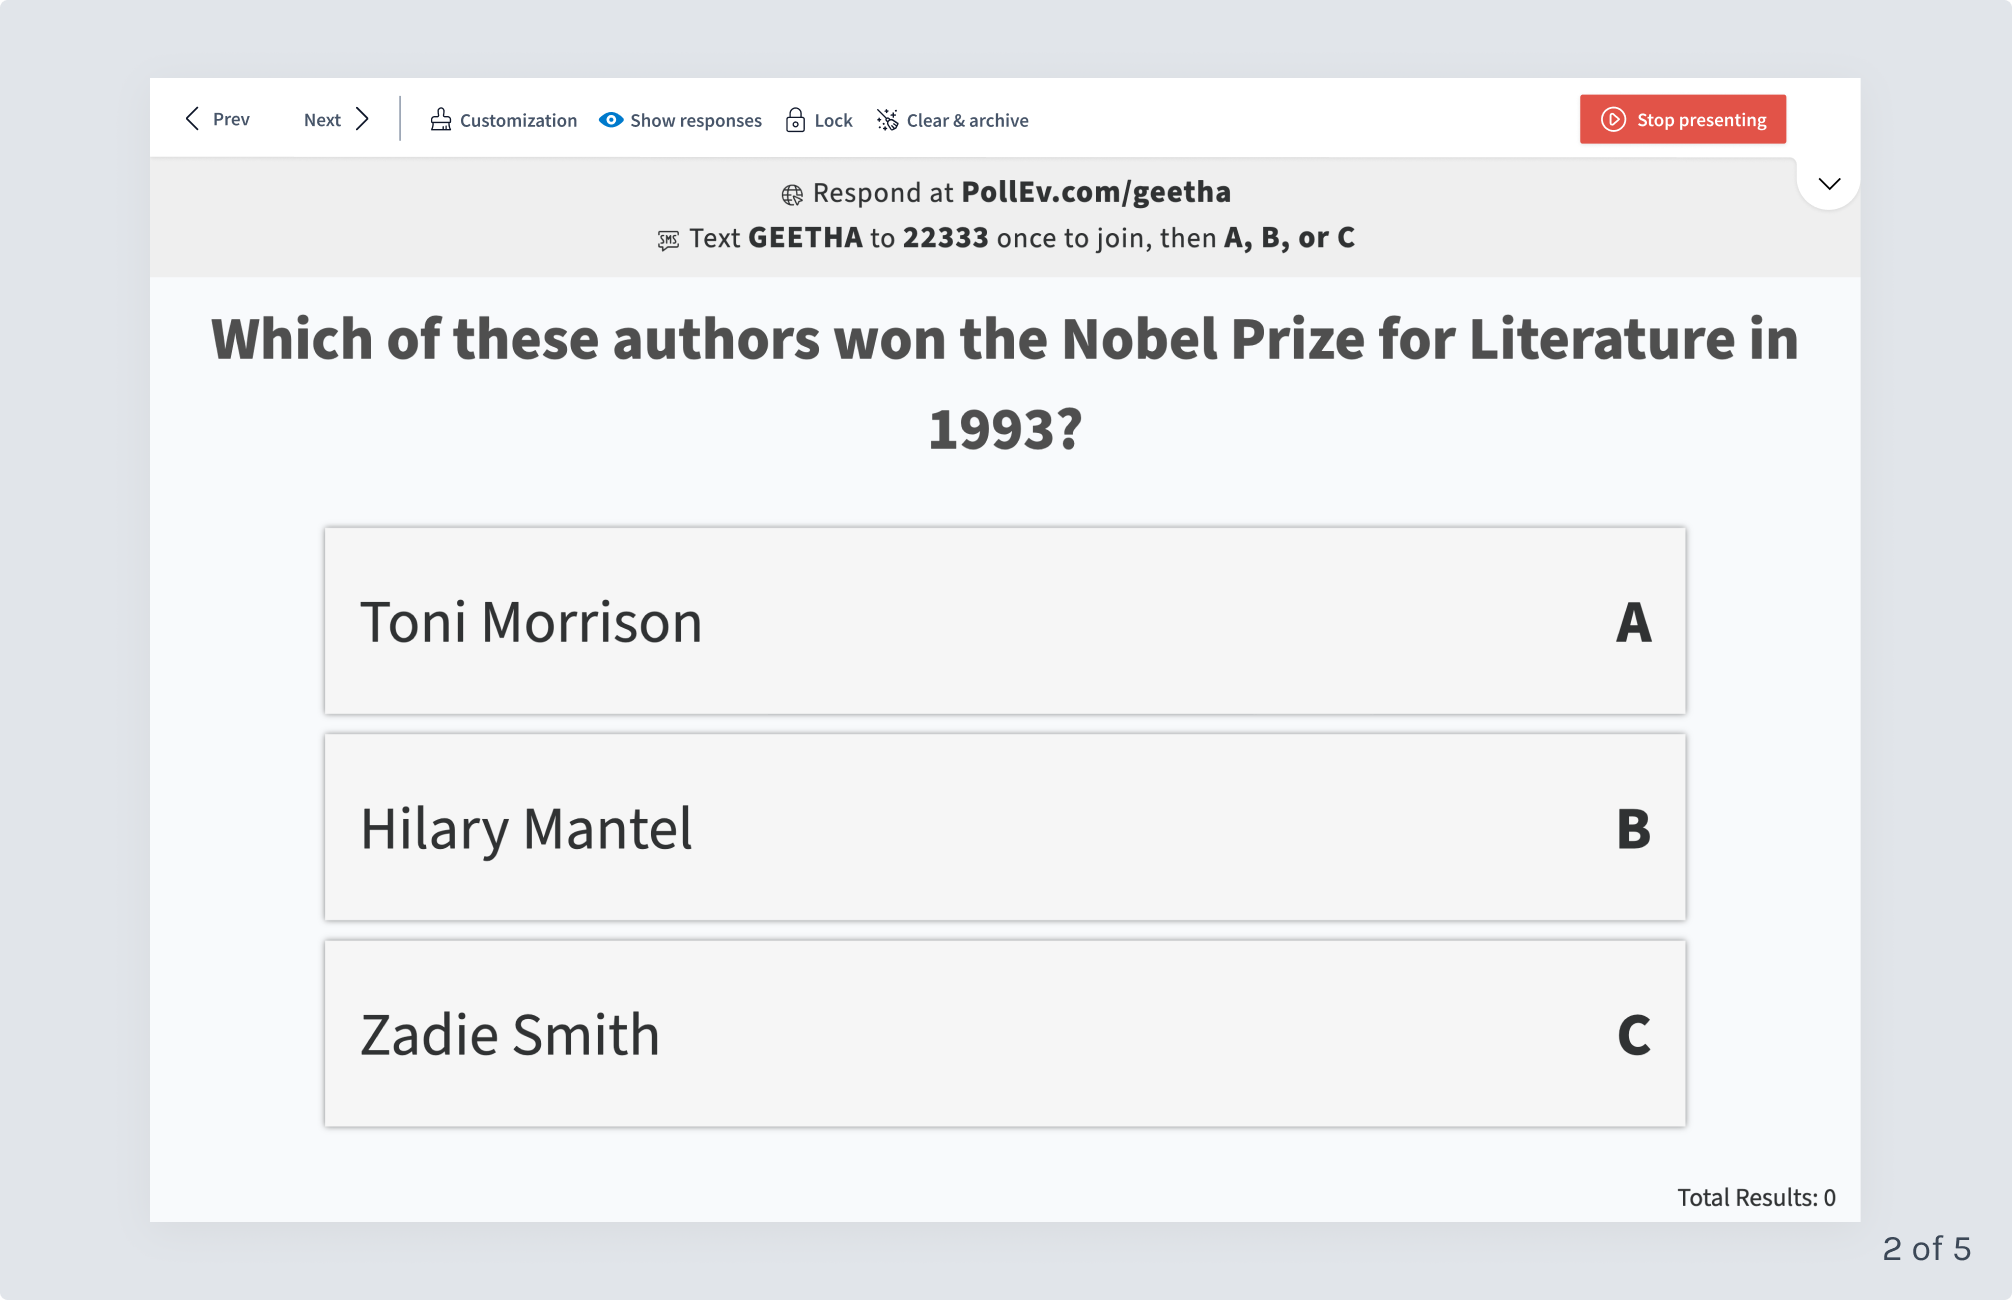 Prev Next Customization Show responses Lock Clear & archive Stop presenting
Respond at PollEv.com/geetha
SMS Text GEETHA to 22333 once to join, then A, B, or C
Which of these authors won the Nobel Prize for Literature in
1993?
Toni Morrison A
Hilary Mantel B
Zadie Smith C
Total Results: 0
2 of 5